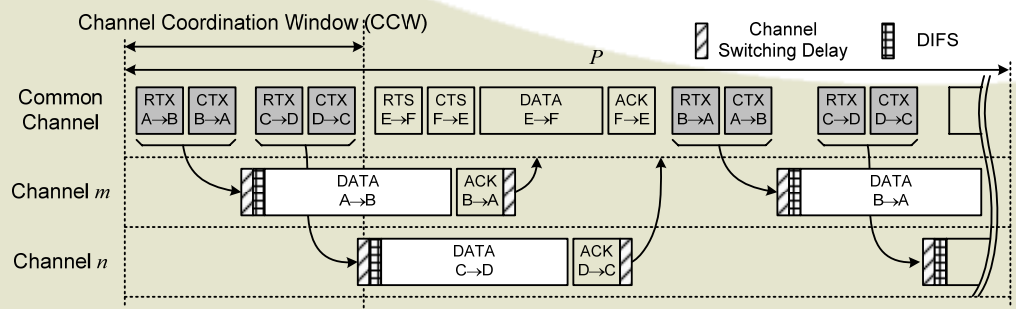 Channel Coordination Window (CCW)
Channel
Switching Delay
DIFS
P
Common
Channel
RTX
A→B
CTX
B→A
RTX
C→D
CTX
D→C
RTS
E→F
CTS
F→E
DATA
E→F
ACK
F→E
RTX
B→A
CTX
A→B
RTX
C→D
CTX
D→C
Channel m
DATA
A→B
ACK
B→A
DATA
B→A
Channel n
DATA
C→D
ACK
D→C